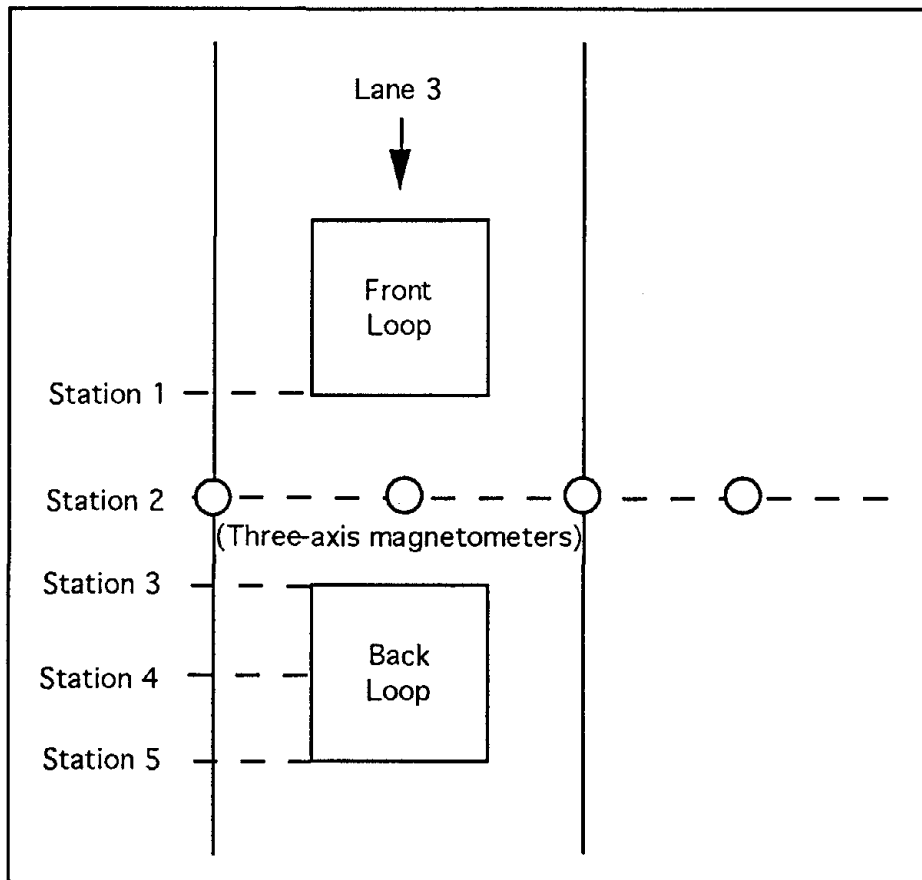 Lane 3
Front
Loop
Station 1
Station 2
(Three-axis magnetometers)
Station 3
Back
Loop
Station 4
Station 5